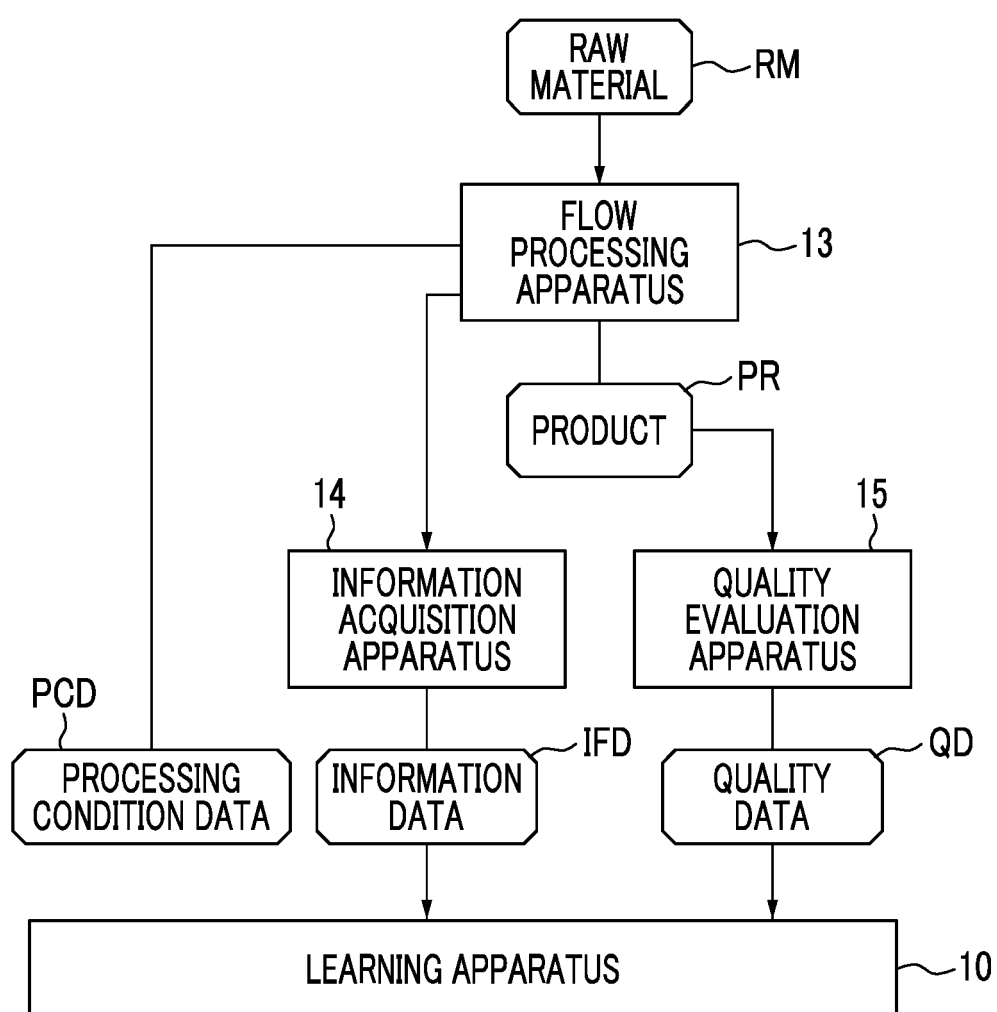 RAW
MATERIAL
RM
FLOW
PROCESSING
APPARATUS
13
PR
PRODUCT
14
15
INFORMATION
ACQUISITION
APPARATUS
QUALITY
EVALUATION
APPARATUS
PCD
IFD
QD
PROCESSING
CONDITION DATA
INFORMATION
DATA
QUALITY
DATA
LEARNING APPARATUS
10